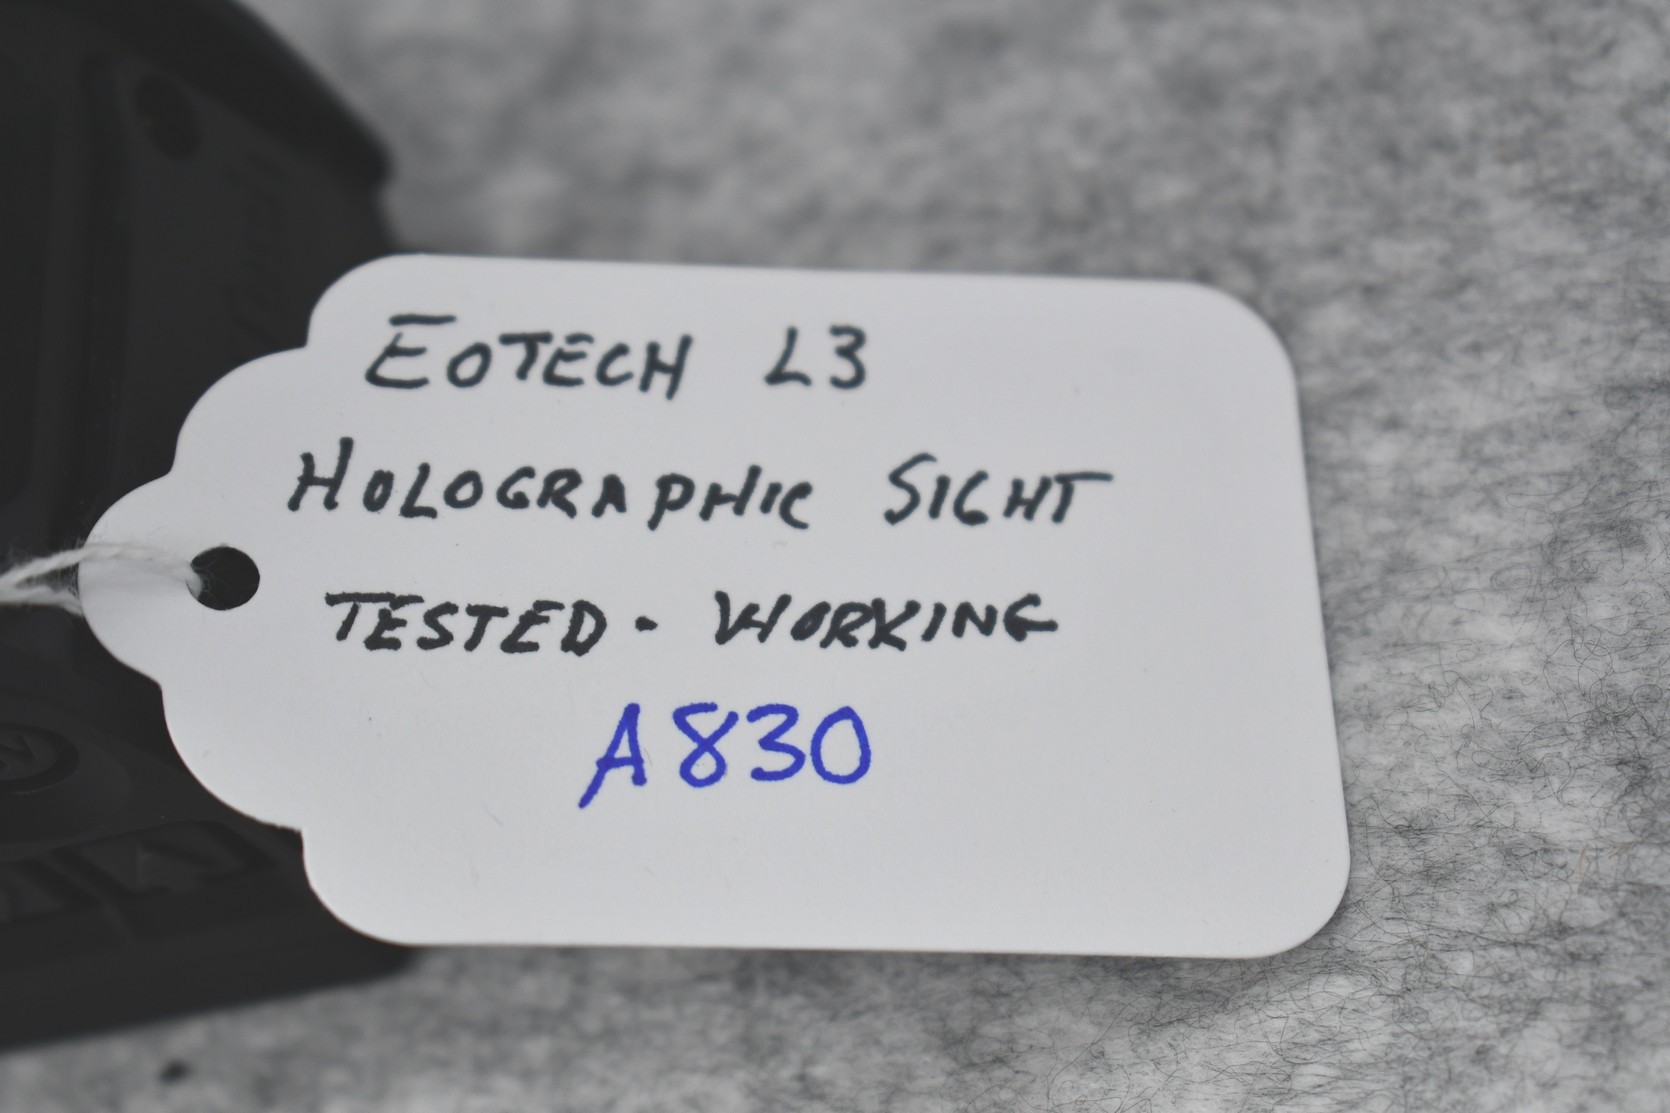 EOTECH L3
HOLOGRAPHIC SIGHT
TESTED - WORKING
A830